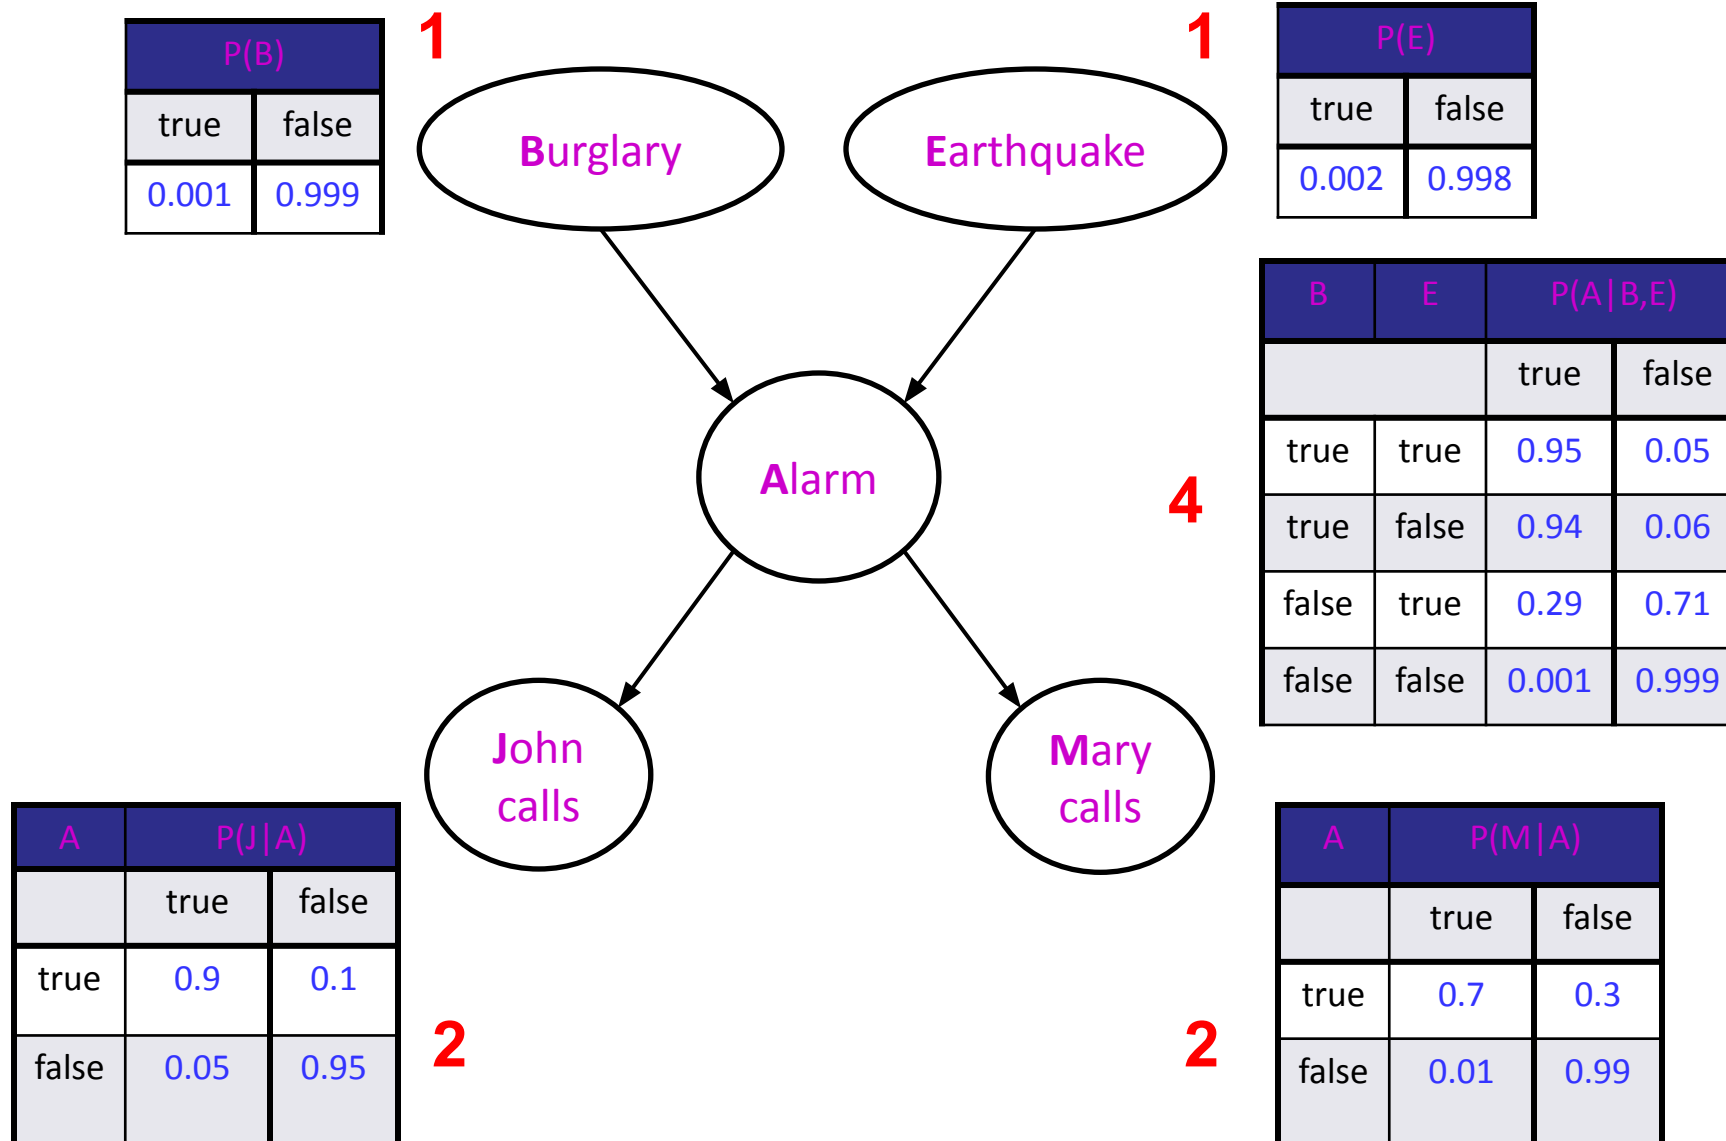 P(B)
true false
0.001 0.999
1
Burglary
1
Earthquake
P(E)
true false
0.002 0.998
B E P(A|B,E)
true false
true true 0.95 0.05
true false 0.94 0.06
false true 0.29 0.71
false false 0.001 0.999
4
Alarm
John
calls
Mary
calls
A P(J|A)
true false
true 0.9 0.1
false 0.05 0.95
2
2
A P(M|A)
true false
true 0.7 0.3
false 0.01 0.99